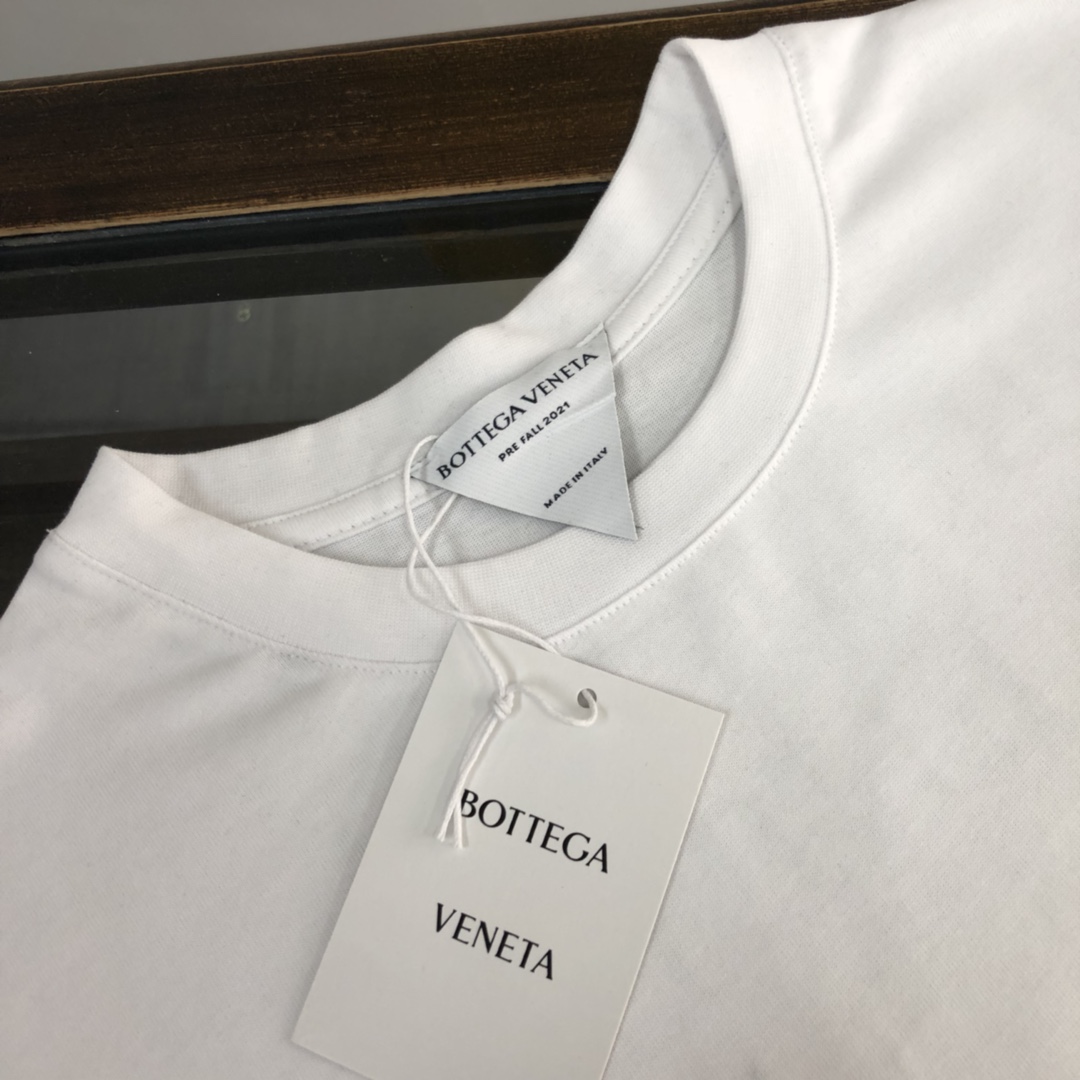 BOTTEGA VENETA
PRE FALL 2021
MADE IN ITALY
BOTTEGA
VENETA